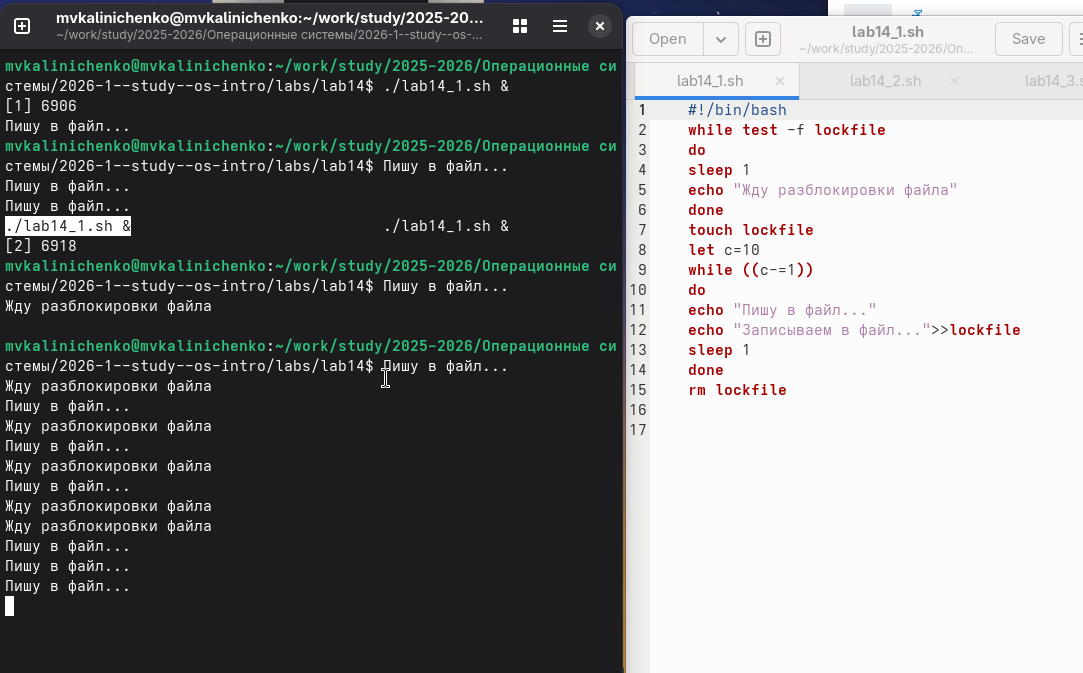 mvkalinichenko@mvkalinichenko:~/work/study/2025-20...
~/work/study/2025-2026/Операционные системы/2026-1--study--os-...
mvkalinichenko@mvkalinichenko:~/work/study/2025-2026/Операционные си
стемы/2026-1--study--os-intro/labs/lab14$ ./lab14_1.sh &
[1] 6906
Пишу в файл...
mvkalinichenko@mvkalinichenko:~/work/study/2025-2026/Операционные си
стемы/2026-1--study--os-intro/labs/lab14$ Пишу в файл...
Пишу в файл...
Пишу в файл...
./lab14_1.sh & ./lab14_1.sh &
[2] 6918
mvkalinichenko@mvkalinichenko:~/work/study/2025-2026/Операционные си
стемы/2026-1--study--os-intro/labs/lab14$ Пишу в файл...
Жду разблокировки файла
mvkalinichenko@mvkalinichenko:~/work/study/2025-2026/Операционные си
стемы/2026-1--study--os-intro/labs/lab14$ Пишу в файл...
Жду разблокировки файла
Пишу в файл...
Жду разблокировки файла
Пишу в файл...
Жду разблокировки файла
Пишу в файл...
Жду разблокировки файла
Жду разблокировки файла
Пишу в файл...
Пишу в файл...
Пишу в файл...
Open
lab14_1.sh
~/work/study/2025-2026/Оп...
Save
lab14_1.sh
lab14_2.sh
lab14_3.s
1 #!/bin/bash
2 while test -f lockfile
3 do
4 sleep 1
5 echo "Жду разблокировки файла"
6 done
7 touch lockfile
8 let c=10
9 while ((c-=1))
10 do
11 echo "Пишу в файл..."
12 echo "Записываем в файл...">>lockfile
13 sleep 1
14 done
15 rm lockfile
16
17